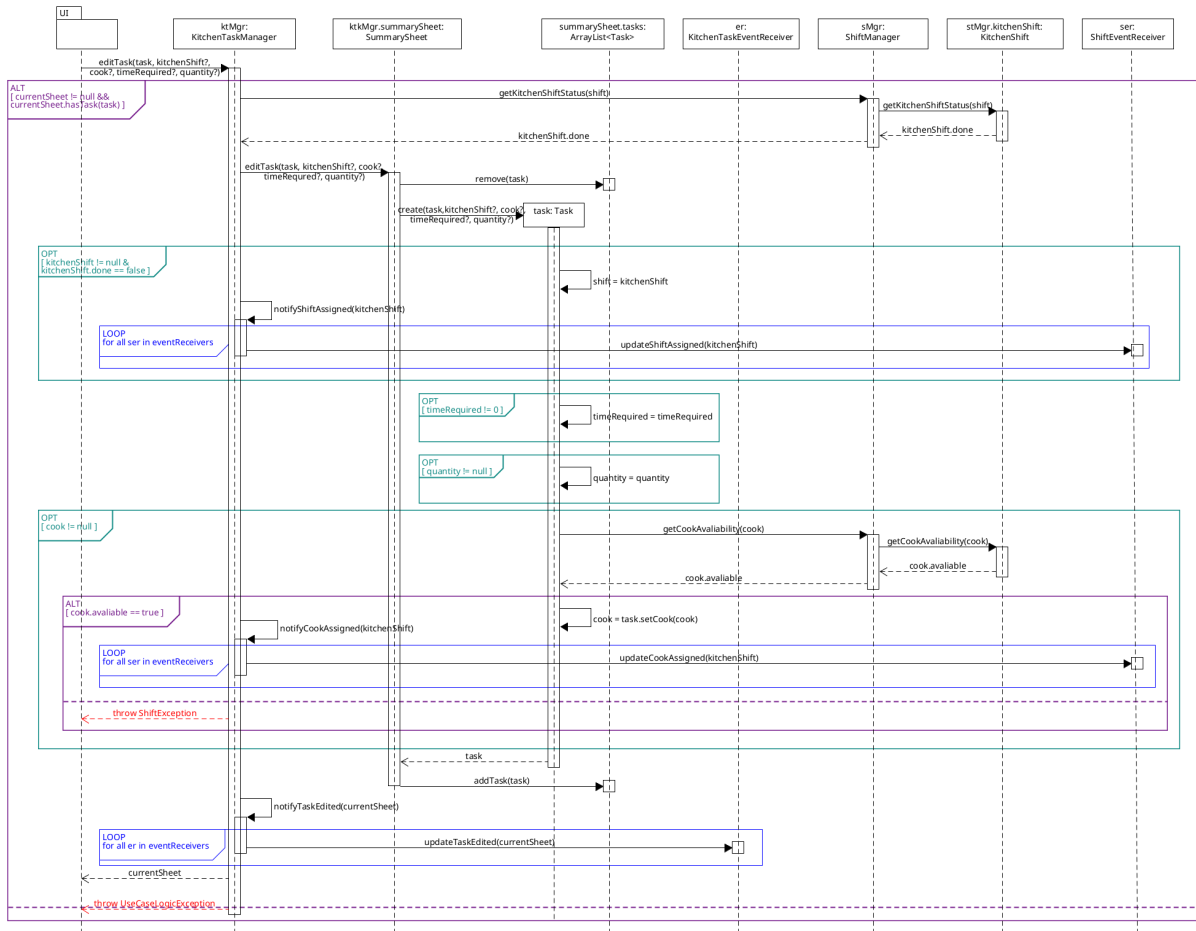 UI
ktMgr:
KitchenTaskManager
ktkMgr.summarySheet:
SummarySheet
summarySheet.tasks:
ArrayList<Task>
er:
KitchenTaskEventReceiver
sMgr:
ShiftManager
stMgr.kitchenShift:
KitchenShift
ser:
ShiftEventReceiver
editTask(task, kitchenShift?,
cook?, timeRequired?, quantity?)
ALT
[ currentSheet != null &&
currentSheet.hasTask(task) ]
getKitchenShiftStatus(shift)
getKitchenShiftStatus(shift)
kitchenShift.done
kitchenShift.done
editTask(task, kitchenShift?, cook?,
timeRequred?, quantity?)
remove(task)
create(task,kitchenShift?, cook?,
timeRequired?, quantity?)
task: Task
OPT
[ kitchenShift != null &
kitchenShift.done == false ]
shift = kitchenShift
notifyShiftAssigned(kitchenShift)
LOOP
for all ser in eventReceivers
updateShiftAssigned(kitchenShift)
OPT
[ timeRequired != 0 ]
timeRequired = timeRequired
OPT
[ quantity != null ]
quantity = quantity
OPT
[ cook != null ]
getCookAvaliability(cook)
getCookAvaliability(cook)
cook.avaliable
cook.avaliable
ALT
[ cook.avaliable == true ]
cook = task.setCook(cook)
notifyCookAssigned(kitchenShift)
LOOP
for all ser in eventReceivers
updateCookAssigned(kitchenShift)
throw ShiftException
task
addTask(task)
notifyTaskEdited(currentSheet)
LOOP
for all er in eventReceivers
updateTaskEdited(currentSheet)
currentSheet
throw UseCaseLogicException